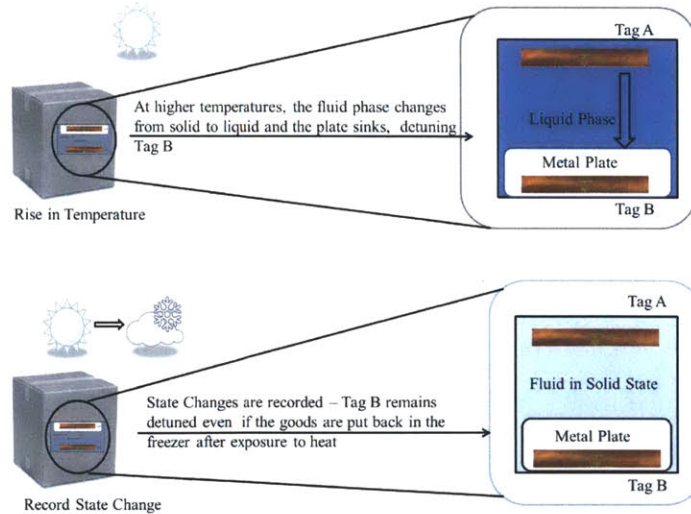 Tag A
At higher temperatures, the fluid phase changes
from solid to liquid and the plate sinks, detuning
Tag B
Liquid Phase
Metal Plate
Tag B
Rise in Temperature
Tag A
Fluid in Solid State
State Changes are recorded – Tag B remains
detuned even if the goods are put back in the
freezer after exposure to heat
Metal Plate
Tag B
Record State Change